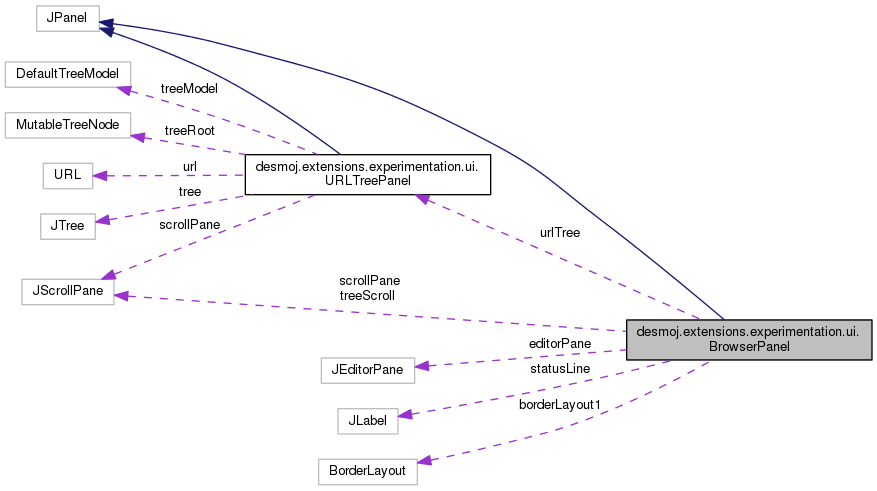 JPanel
DefaultTreeModel
treeModel
MutableTreeNode
treeRoot
URL
url
desmoj.extensions.experimentation.ui.
URLTreePanel
tree
JTree
scrollPane
urlTree
JScrollPane
scrollPane
treeScroll
desmoj.extensions.experimentation.ui.
BrowserPanel
editorPane
JEditorPane
statusLine
JLabel
borderLayout1
BorderLayout